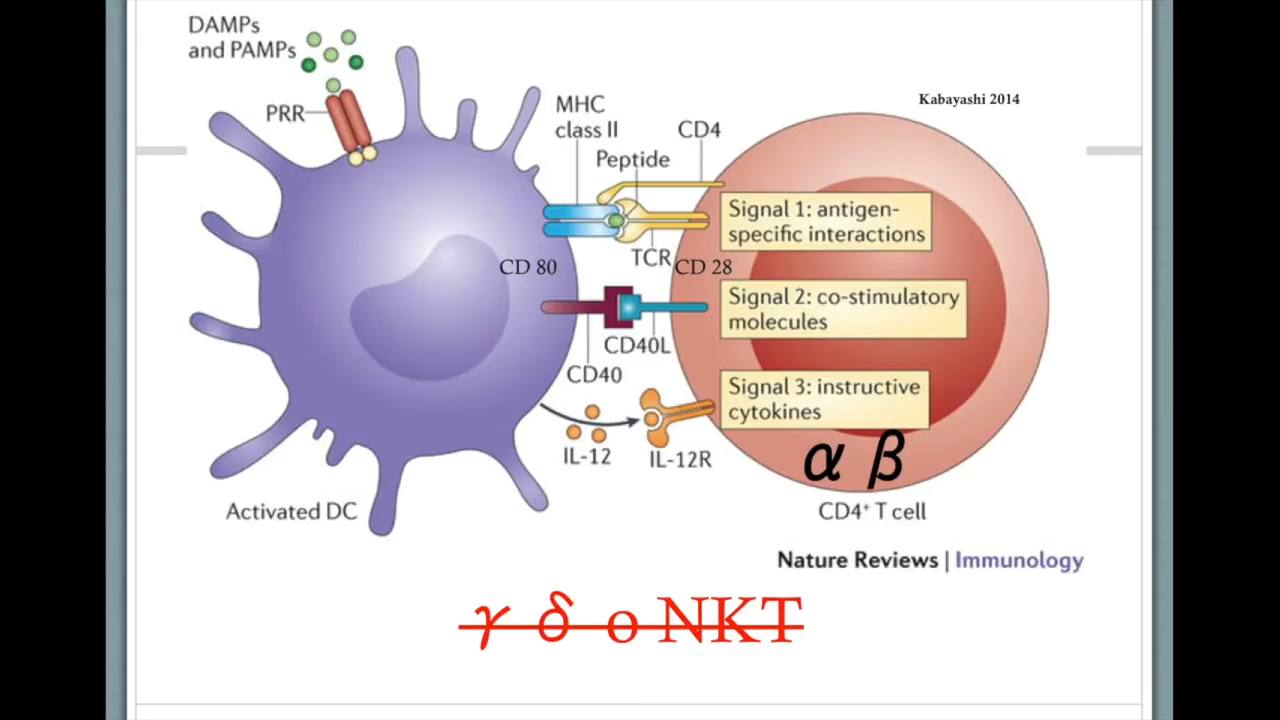 DAMPs
and PAMPs
PRR
MHC
class II
Peptide
CD4
Kabayashi 2014
Signal 1: antigen-
specific interactions
TCR
CD 80
CD 28
Signal 2: co-stimulatory
molecules
CD40L
CD40
Signal 3: instructive
cytokines
IL-12
IL-12R
α β
Activated DC
CD4⁺ T cell
Nature Reviews | Immunology
γ δ o NKT